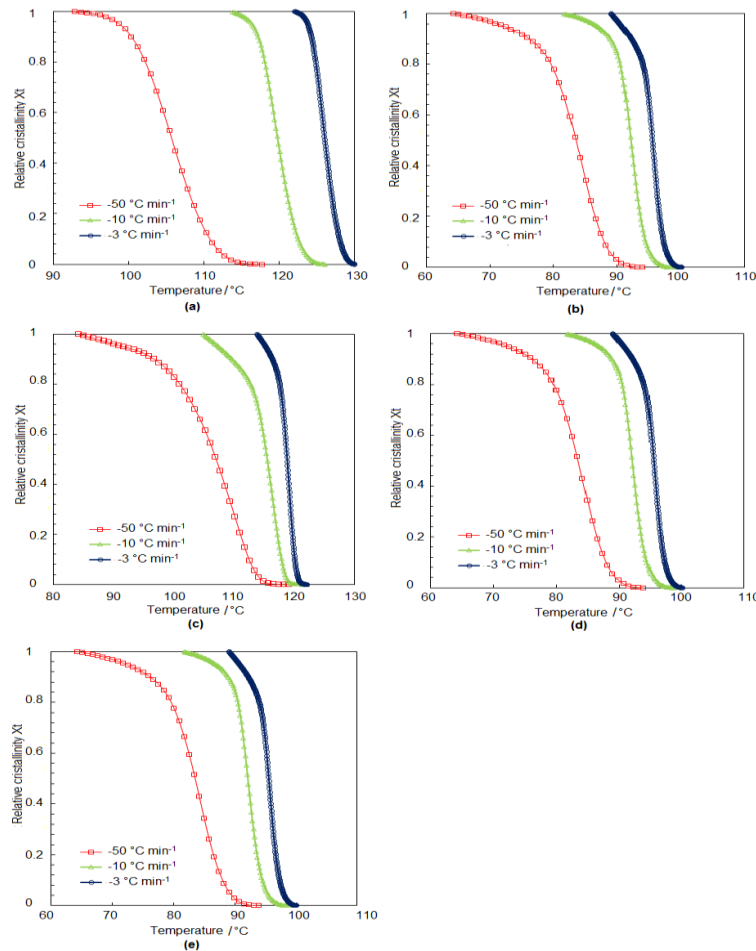 Relative cristallinity Xt
1
0.8
0.6
0.4
0.2
0
-50 °C min⁻¹
-10 °C min⁻¹
-3 °C min⁻¹
90 100 110 120 130
Temperature/°C
(a)
Relative cristallinity Xt
1
0.8
0.6
0.4
0.2
0
-50 °C min⁻¹
-10 °C min⁻¹
-3 °C min⁻¹
60 70 80 90 100 110
Temperature/°C
(b)
Relative cristallinity Xt
1
0.8
0.6
0.4
0.2
0
-50 °C min⁻¹
-10 °C min⁻¹
-3 °C min⁻¹
80 90 100 110 120 130
Temperature/°C
(c)
Relative cristallinity Xt
1
0.8
0.6
0.4
0.2
0
-50 °C min⁻¹
-10 °C min⁻¹
-3 °C min⁻¹
60 70 80 90 100 110
Temperature /°C
(d)
Relative cristallinity Xt
1
0.8
0.6
0.4
0.2
0
-50 °C min⁻¹
-10 °C min⁻¹
-3 °C min⁻¹
60 70 80 90 100 110
Temperature /°C
(e)